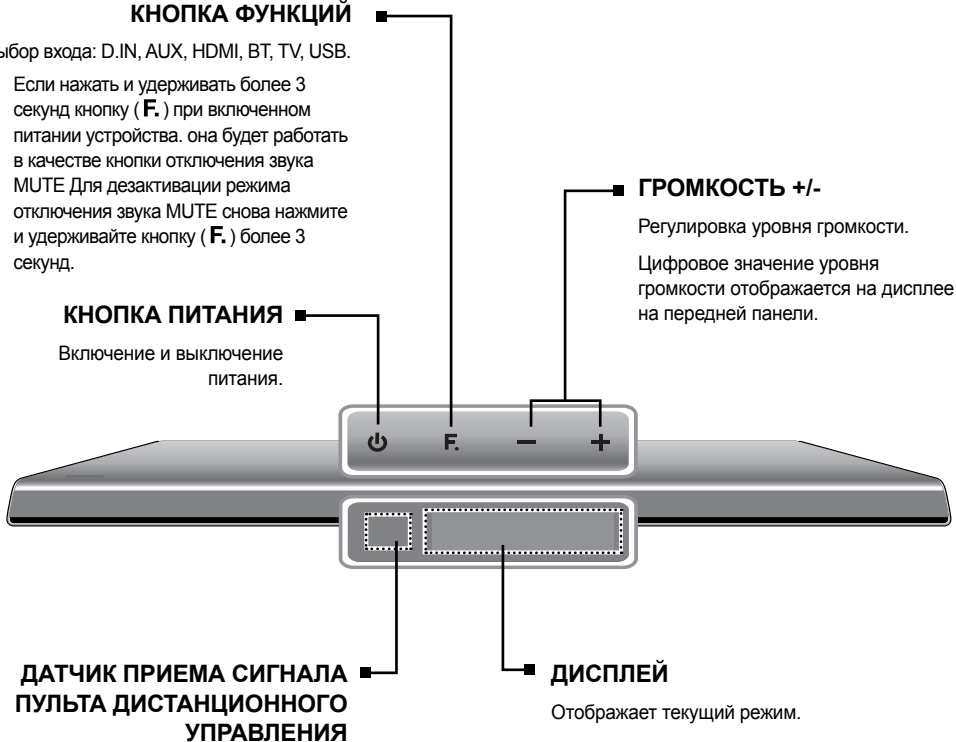 КНОПКА ФУНКЦИЙ
ыбор входа: D.IN, AUX, HDMI, BT, TV, USB.
Если нажать и удерживать более 3
секунд кнопку ( F. ) при включенном
питании устройства. она будет работать
в качестве кнопки отключения звука
MUTE Для дезактивации режима
отключения звука MUTE снова нажмите
и удерживайте кнопку ( F. ) более 3
секунд.
ГРОМКОСТЬ +/-
Регулировка уровня громкости.
Цифровое значение уровня
громкости отображается на дисплее
на передней панели.
КНОПКА ПИТАНИЯ
Включение и выключение
питания.
F. − +
ДАТЧИК ПРИЕМА СИГНАЛА
ПУЛЬТА ДИСТАНЦИОННОГО
УПРАВЛЕНИЯ
ДИСПЛЕЙ
Отображает текущий режим.